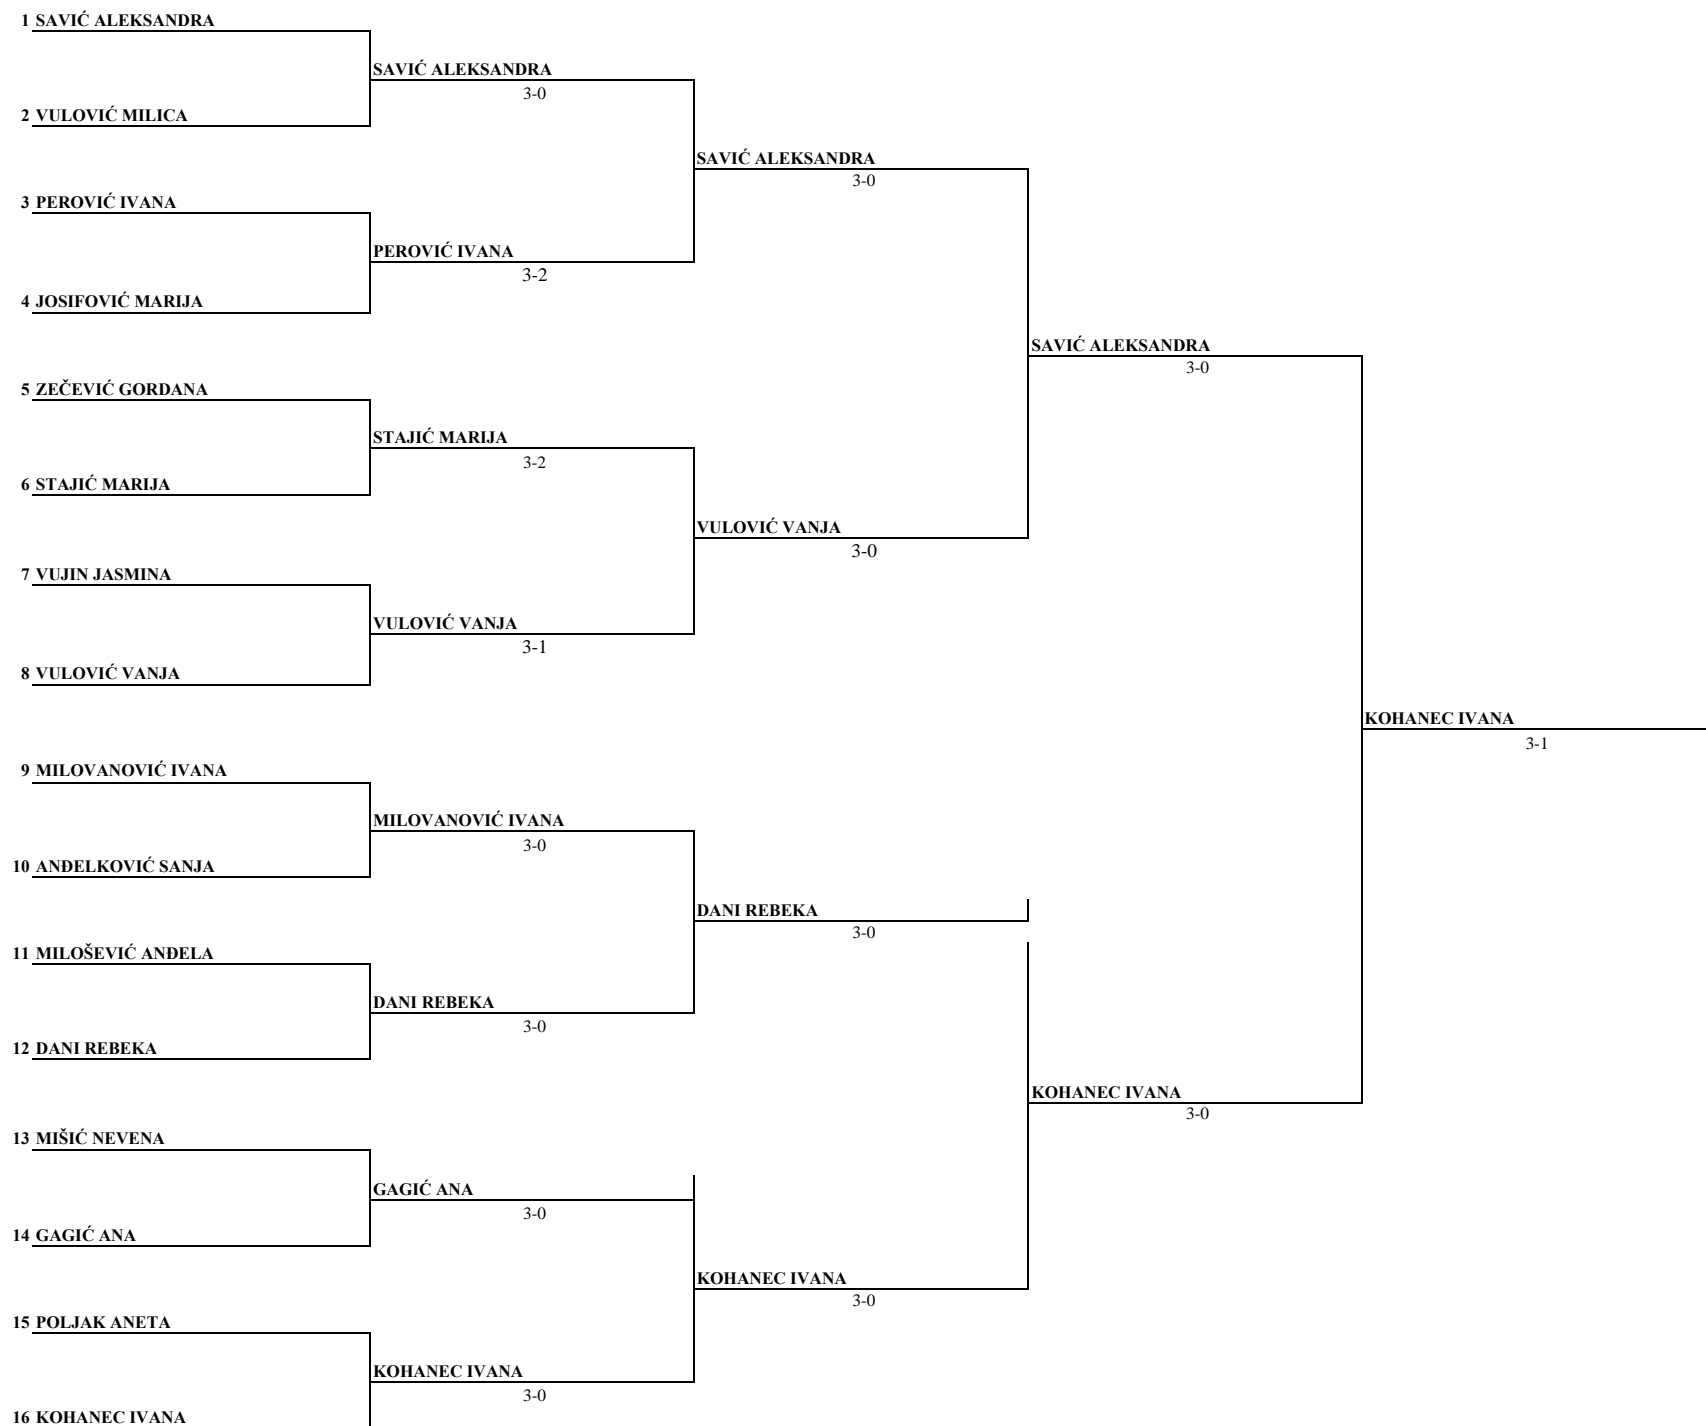 1 SAVIĆ ALEKSANDRA
SAVIĆ ALEKSANDRA
3-0
2 VULOVIĆ MILICA
SAVIĆ ALEKSANDRA
3-0
3 PEROVIĆ IVANA
PEROVIĆ IVANA
3-2
4 JOSIFOVIĆ MARIJA
SAVIĆ ALEKSANDRA
3-0
5 ZEČEVIĆ GORDANA
STAJIĆ MARIJA
3-2
6 STAJIĆ MARIJA
VULOVIĆ VANJA
3-0
7 VUJIN JASMINA
VULOVIĆ VANJA
3-1
8 VULOVIĆ VANJA
KOHANEC IVANA
3-1
9 MILOVANOVIĆ IVANA
MILOVANOVIĆ IVANA
3-0
10 ANĐELKOVIĆ SANJA
DANI REBEKA
3-0
11 MILOŠEVIĆ ANĐELA
DANI REBEKA
3-0
12 DANI REBEKA
KOHANEC IVANA
3-0
13 MIŠIĆ NEVENA
GAGIĆ ANA
3-0
14 GAGIĆ ANA
KOHANEC IVANA
3-0
15 POLJAK ANETA
KOHANEC IVANA
3-0
16 KOHANEC IVANA